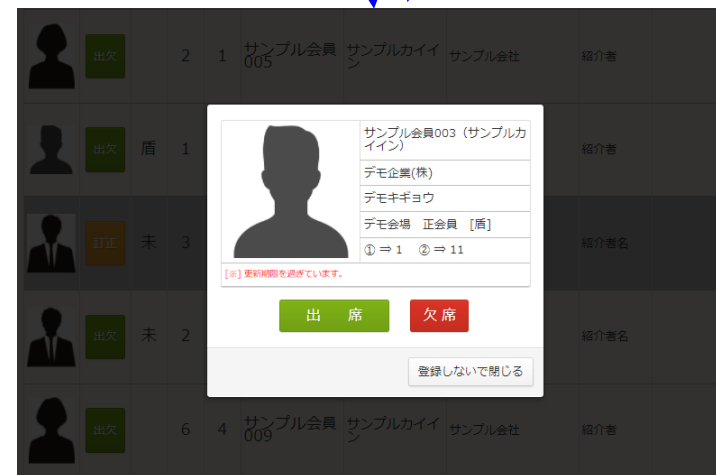 出欠 2 1 サンプル会員005 サンプルカイイン サンプル会社 紹介者
出欠 盾 1 紹介者
訂正 未 3 紹介者名
出欠 未 2 紹介者名
出欠 6 4 サンプル会員009 サンプルカイイン サンプル会社 紹介者
サンプル会員003（サンプルカ
イイン）
デモ企業(株)
デモキギョウ
デモ会場 正会員 [盾]
① ⇒ 1 ② ⇒ 11
[※] 更新期限を過ぎています。
出 席
欠 席
登録しないで閉じる